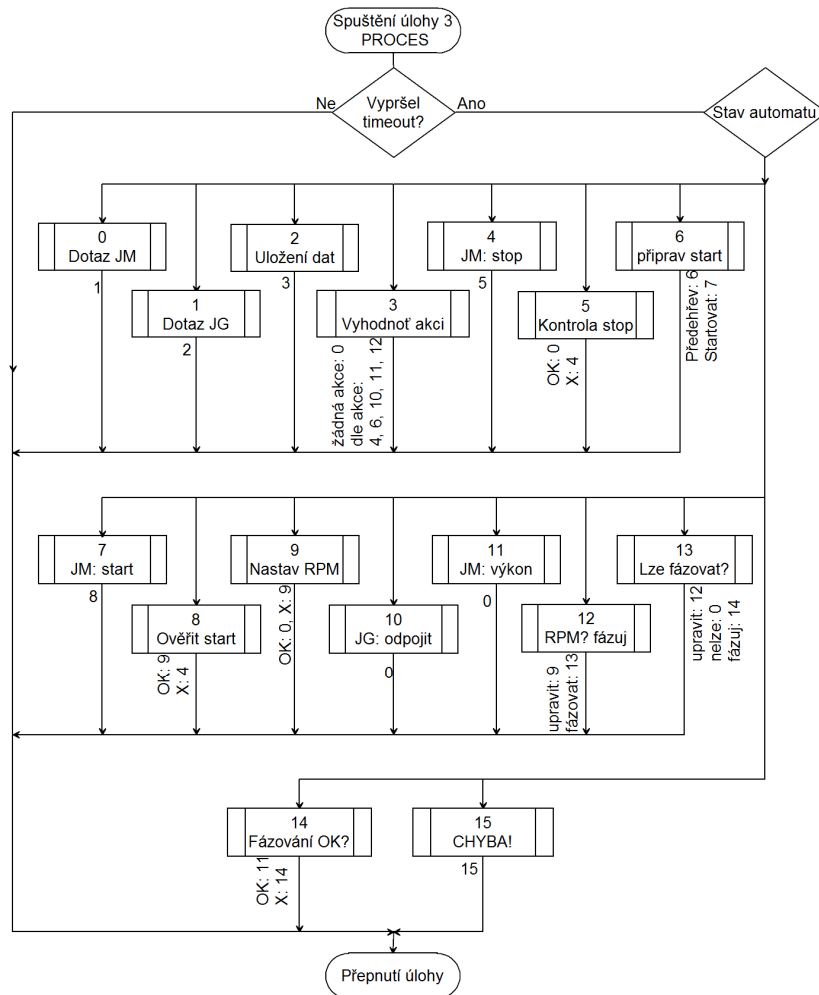 Spuštění úlohy 3
PROCES
Ne
Vypršel
timeout?
Ano
Stav automatu
0
Dotaz JM
1
1
Dotaz JG
2
2
Uložení dat
3
3
Vyhodnoť akci
žádná akce: 0
dle akce:
4, 6, 10, 11, 12
4
JM: stop
5
5
Kontrola stop
OK: 0
X: 4
6
připrav start
Předehřev: 6
Startovat: 7
7
JM: start
8
8
Ověřit start
OK: 9
X: 4
9
Nastav RPM
OK: 0, X: 9
10
JG: odpojit
0
11
JM: výkon
0
12
RPM? fázuj
upravit: 9
fázovat: 13
13
Lze fázovat?
upravit: 12
nelze: 0
fázuj: 14
14
Fázování OK?
OK: 11
X: 14
15
CHYBA!
15
Přepnutí úlohy